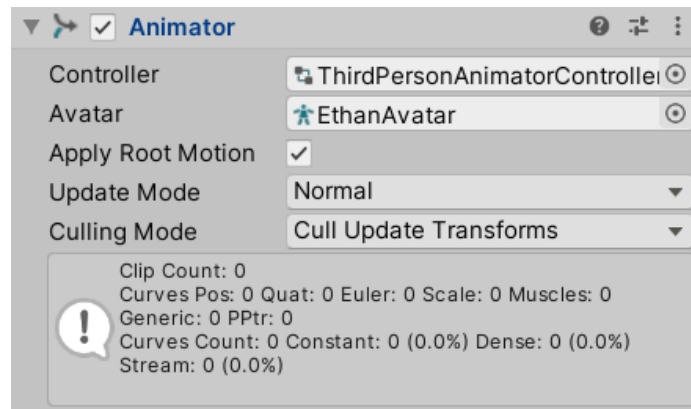 Animator
Controller ThirdPersonAnimatorController
Avatar EthanAvatar
Apply Root Motion
Update Mode Normal
Culling Mode Cull Update Transforms
Clip Count: 0
Curves Pos: 0 Quat: 0 Euler: 0 Scale: 0 Muscles: 0
Generic: 0 PPtr: 0
Curves Count: 0 Constant: 0 (0.0%) Dense: 0 (0.0%)
Stream: 0 (0.0%)